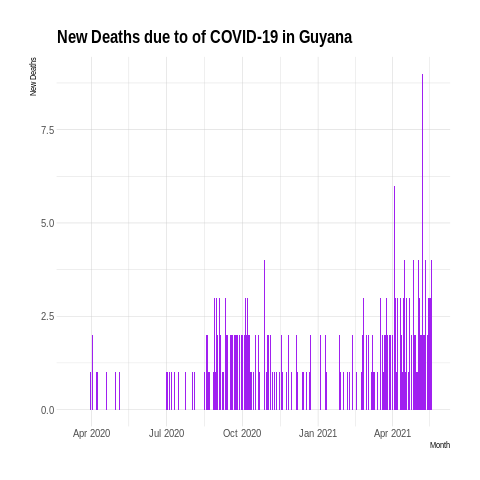 New Deaths due to of COVID-19 in Guyana
New Deaths
7.5
5.0
2.5
0.0
Apr 2020 Jul 2020 Oct 2020 Jan 2021 Apr 2021
Month